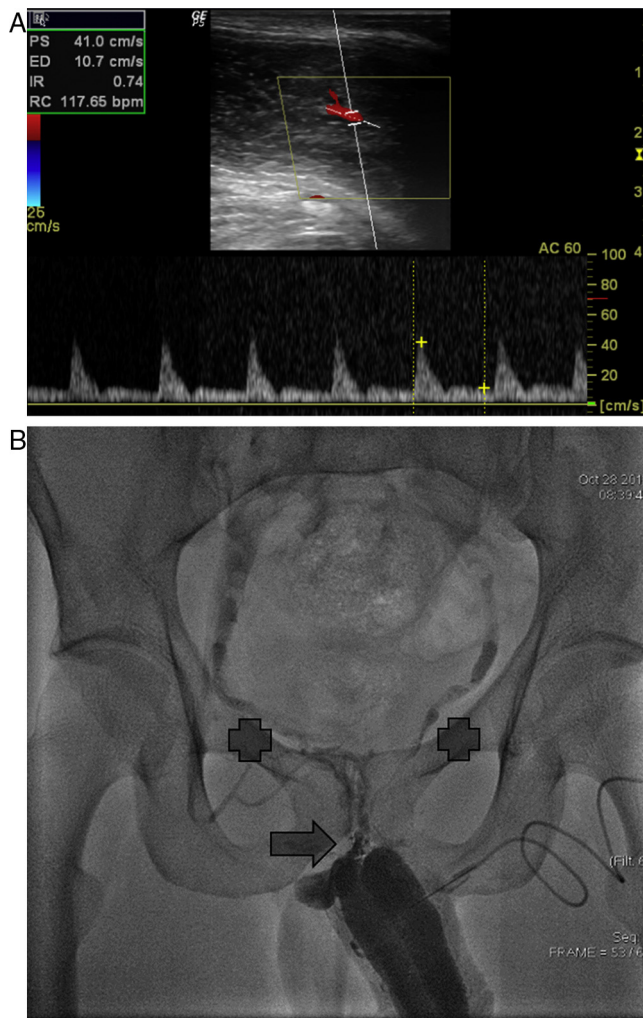 A
PS 41.0 cm/s
ED 10.7 cm/s
IR 0.74
RC 117.65 bpm
GE
26
cm/s
1
2
3
4
AC 60
100
80
60
40
20
[cm/s]
B
Oct 28 201
08:39:4
(Filt. 6
Seq
FRAME = 53 / 6